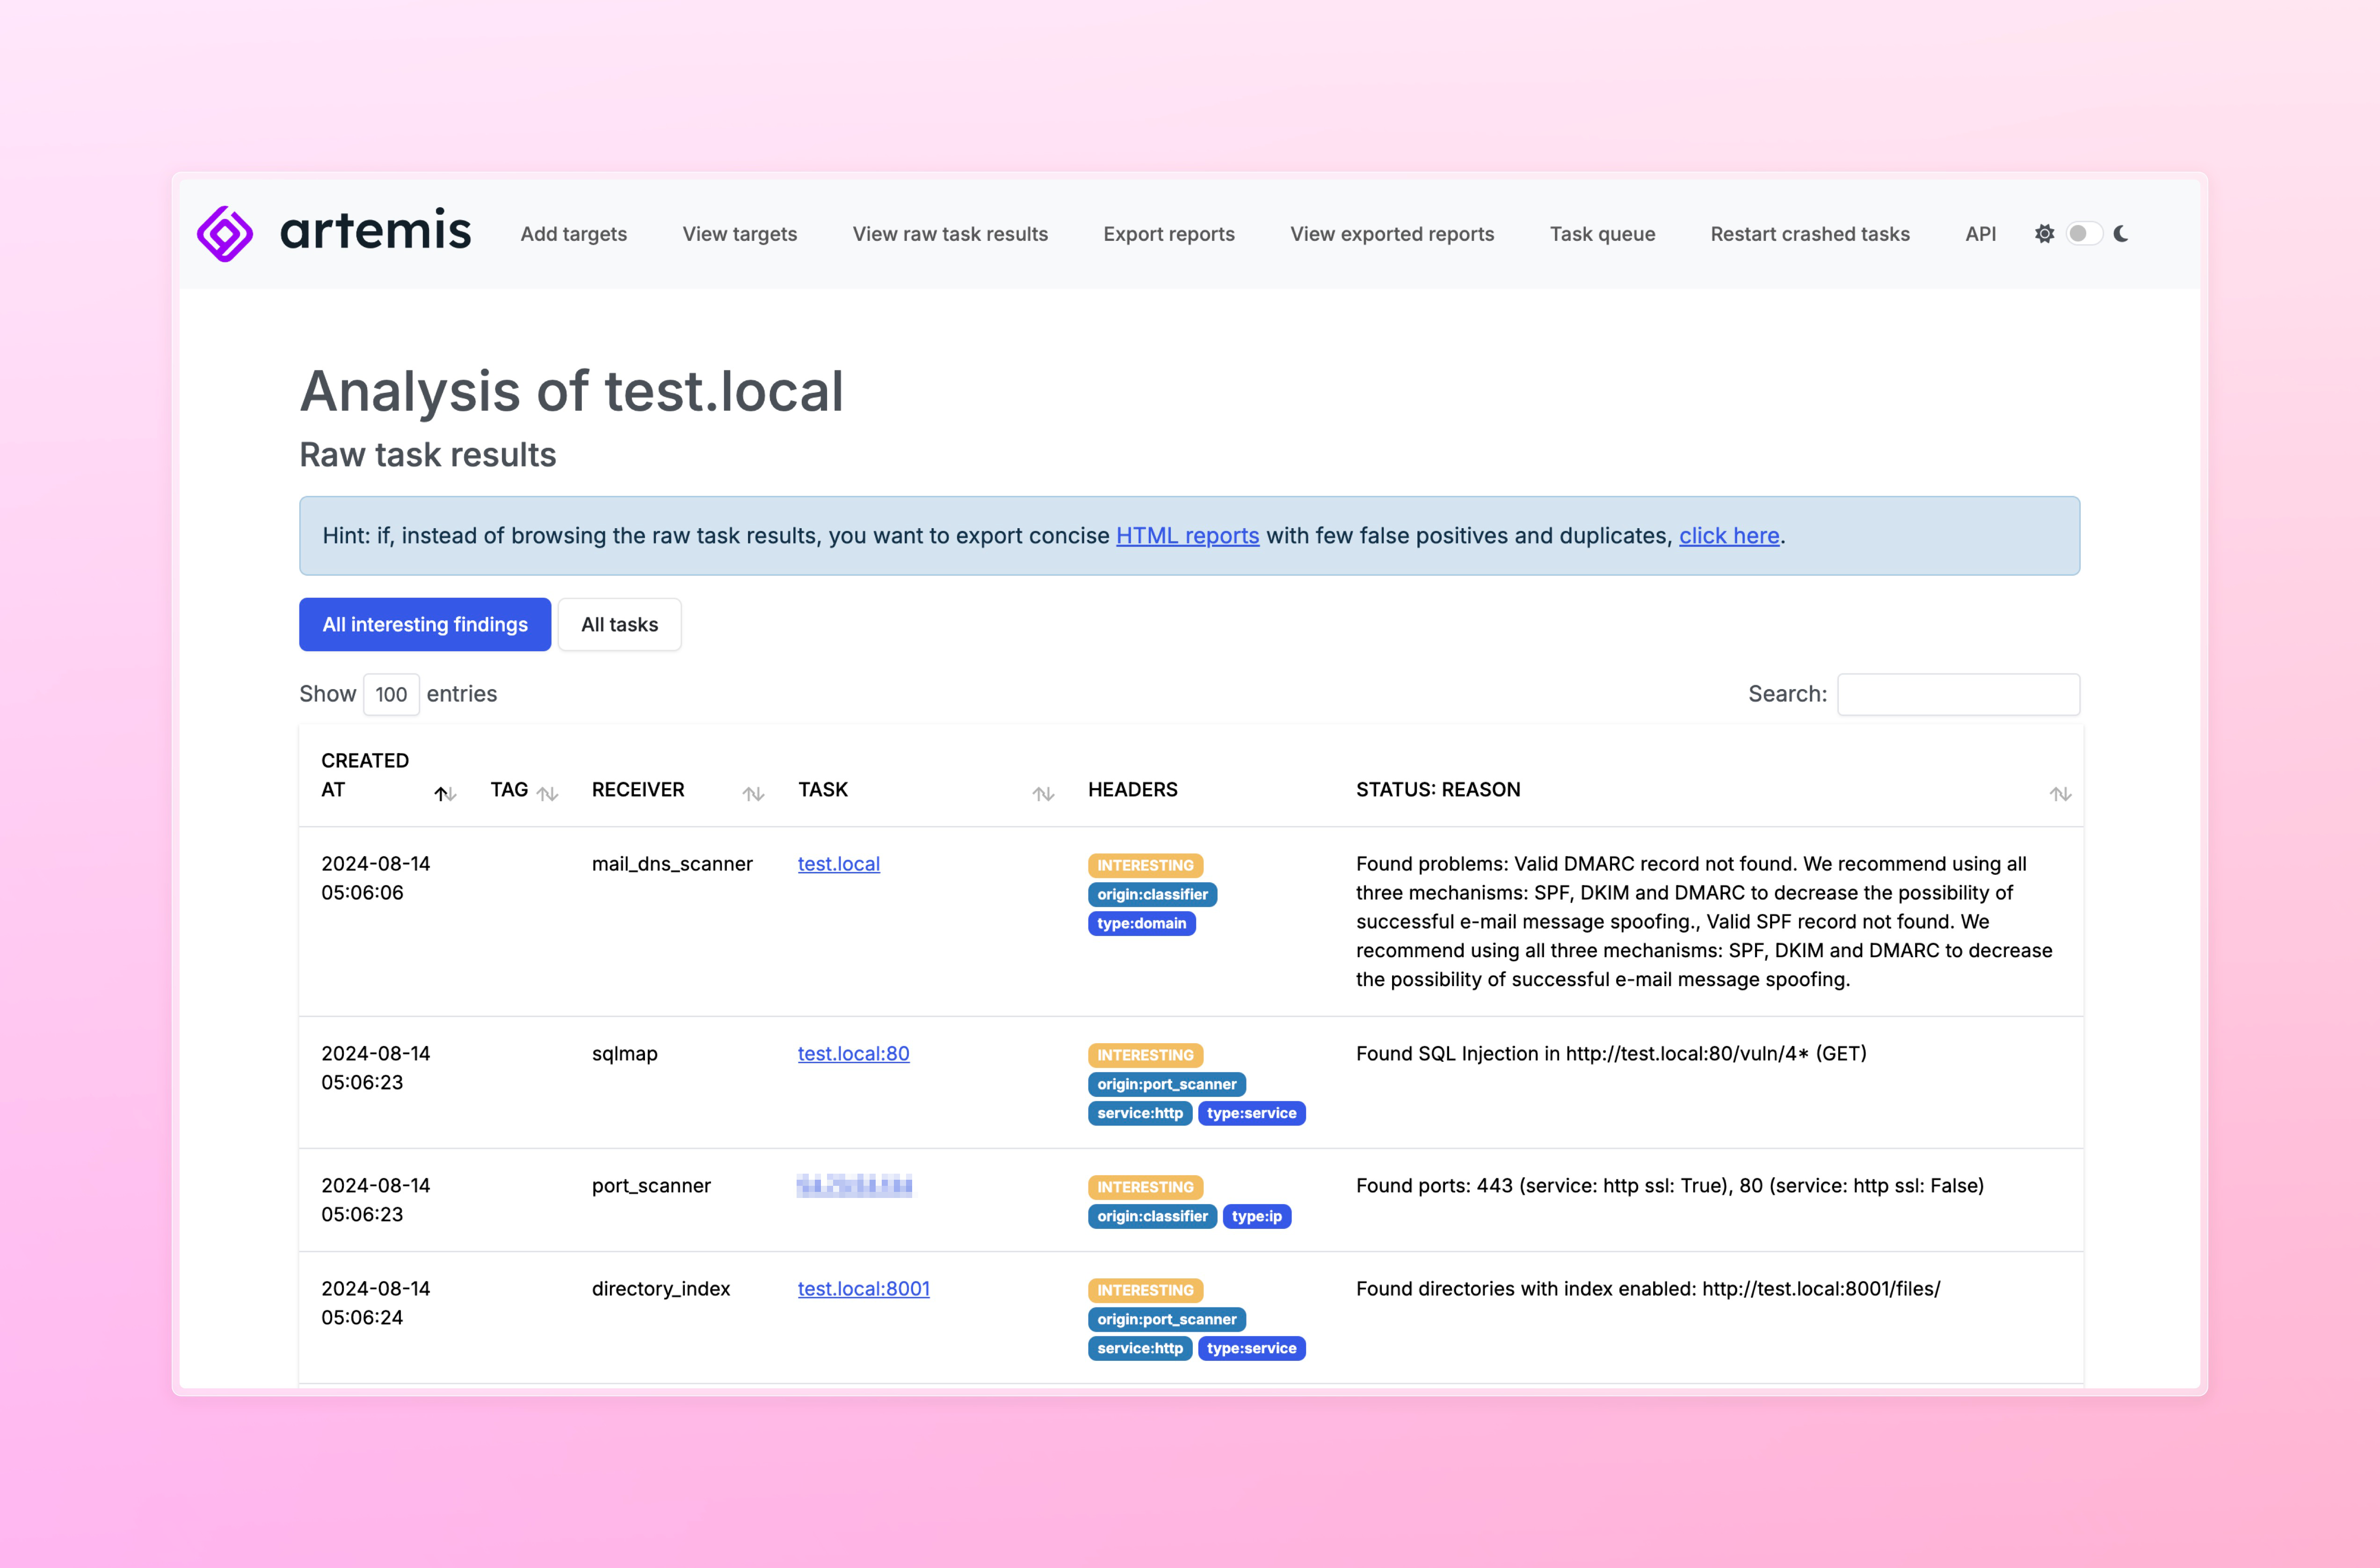 artemis
Add targets
View targets
View raw task results
Export reports
View exported reports
Task queue
Restart crashed tasks
API
Analysis of test.local
Raw task results
Hint: if, instead of browsing the raw task results, you want to export concise HTML reports with few false positives and duplicates, click here.
All interesting findings
All tasks
Show 100 entries
Search:
CREATED
AT
TAG
RECEIVER
TASK
HEADERS
STATUS: REASON
2024-08-14
05:06:06
mail_dns_scanner
test.local
INTERESTING
origin:classifier
type:domain
Found problems: Valid DMARC record not found. We recommend using all
three mechanisms: SPF, DKIM and DMARC to decrease the possibility of
successful e-mail message spoofing., Valid SPF record not found. We
recommend using all three mechanisms: SPF, DKIM and DMARC to decrease
the possibility of successful e-mail message spoofing.
2024-08-14
05:06:23
sqlmap
test.local:80
INTERESTING
origin:port_scanner
service:http type:service
Found SQL Injection in http://test.local:80/vuln/4* (GET)
2024-08-14
05:06:23
port_scanner
INTERESTING
origin:classifier type:ip
Found ports: 443 (service: http ssl: True), 80 (service: http ssl: False)
2024-08-14
05:06:24
directory_index
test.local:8001
INTERESTING
origin:port_scanner
service:http type:service
Found directories with index enabled: http://test.local:8001/files/